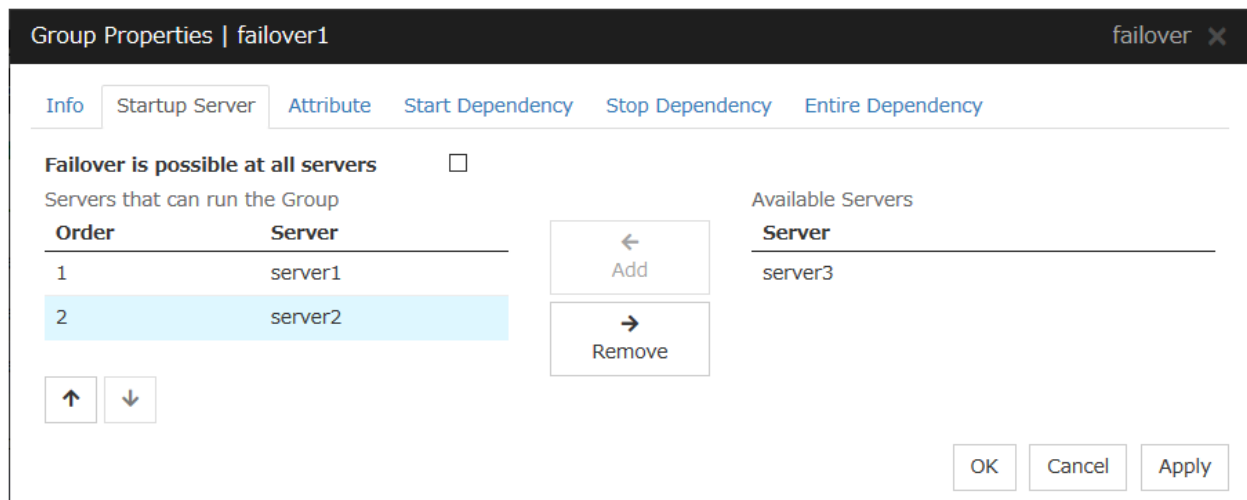 Group Properties | failover1 failover
Info Startup Server Attribute Start Dependency Stop Dependency Entire Dependency
Failover is possible at all servers
Servers that can run the Group Available Servers
Order Server Server
1 server1 server3
2 server2
Add
Remove
OK Cancel Apply